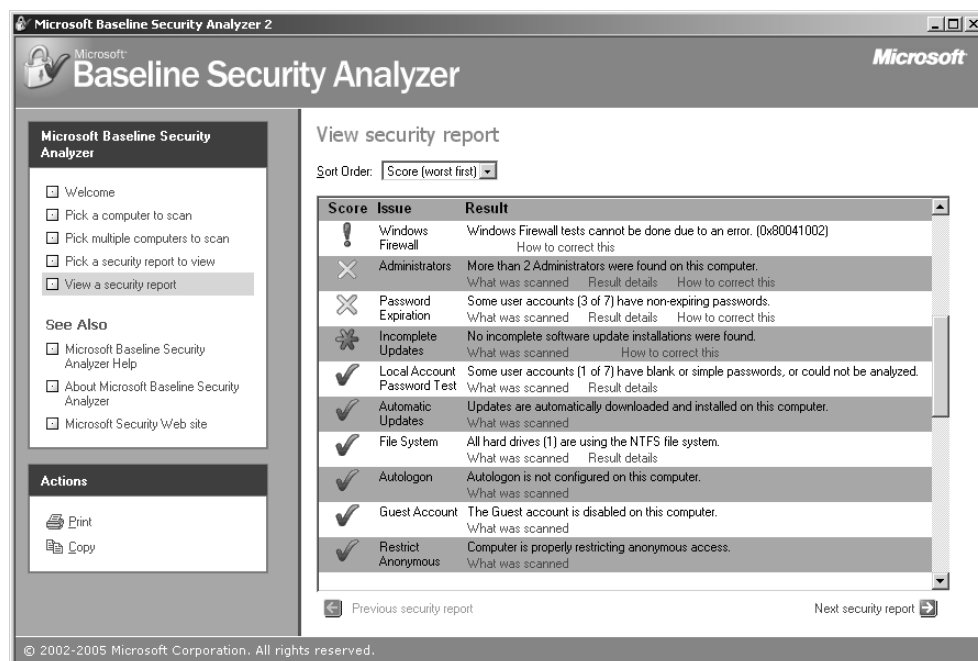 Microsoft Baseline Security Analyzer 2
Microsoft
Baseline Security Analyzer
Microsoft
Microsoft Baseline Security
Analyzer
Welcome
Pick a computer to scan
Pick multiple computers to scan
Pick a security report to view
View a security report
See Also
Microsoft Baseline Security
Analyzer Help
About Microsoft Baseline Security
Analyzer
Microsoft Security Web site
Actions
Print
Copy
View security report
Sort Order: Score (worst first)
Score Issue Result
Windows Firewall Windows Firewall tests cannot be done due to an error. (0x80041002)
How to correct this
Administrators More than 2 Administrators were found on this computer.
What was scanned Result details How to correct this
Password Expiration Some user accounts (3 of 7) have non-expiring passwords.
What was scanned Result details How to correct this
Incomplete Updates No incomplete software update installations were found.
What was scanned How to correct this
Local Account Password Test Some user accounts (1 of 7) have blank or simple passwords, or could not be analyzed.
What was scanned Result details
Automatic Updates Updates are automatically downloaded and installed on this computer.
What was scanned
File System All hard drives (1) are using the NTFS file system.
What was scanned Result details
Autologon Autologon is not configured on this computer.
What was scanned
Guest Account The Guest account is disabled on this computer.
What was scanned
Restrict Anonymous Computer is properly restricting anonymous access.
What was scanned
Previous security report
Next security report
© 2002-2005 Microsoft Corporation. All rights reserved.